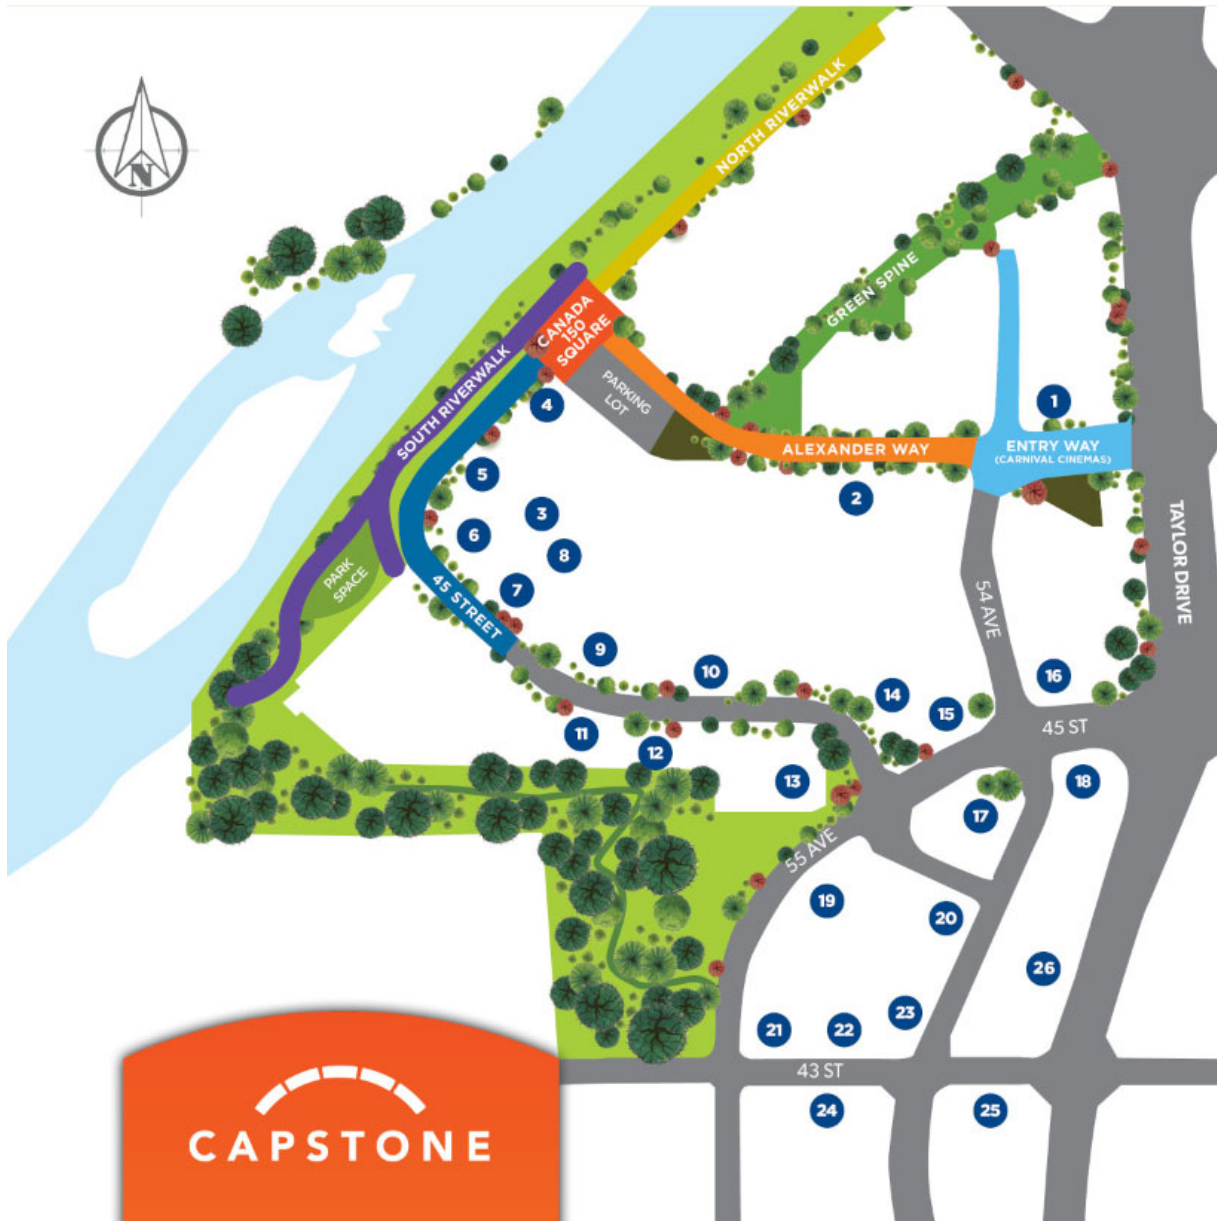 NORTH RIVERWALK
N
GREEN SPINE
CANADA
150
SQUARE
SOUTH RIVERWALK
PARKING
LOT
1
4
ALEXANDER WAY
ENTRY WAY
(CARNIVAL CINEMAS)
5
2
3
TAYLOR DRIVE
6
8
PARK
SPACE
7
45 STREET
54 AVE
9
10
16
14
15
11
45 ST
12
13
18
17
55 AVE
19
20
26
23
21
22
43 ST
24
25
CAPSTONE